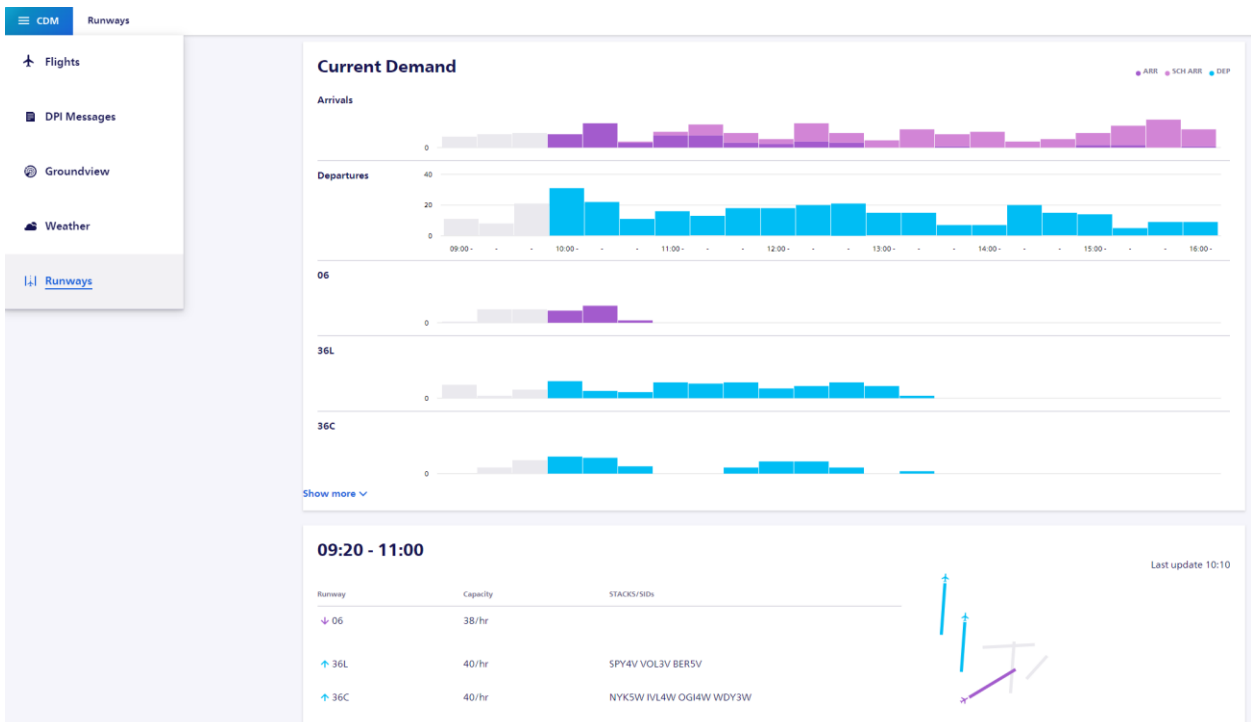 CDM Runways
Flights
DPI Messages
Groundview
Weather
Runways
Current Demand
ARR SCH ARR DEP
Arrivals
0
Departures
40
20
0
09:00 - - - 10:00 - - - 11:00 - - - 12:00 - - - 13:00 - - - 14:00 - - - 15:00 - - - 16:00 -
06
0
36L
0
36C
0
Show more
09:20 - 11:00
Last update 10:10
Runway Capacity STACKS/SIDs
06 38/hr
36L 40/hr SPY4V VOL3V BER5V
36C 40/hr NYK5W IVL4W OGI4W WDY3W